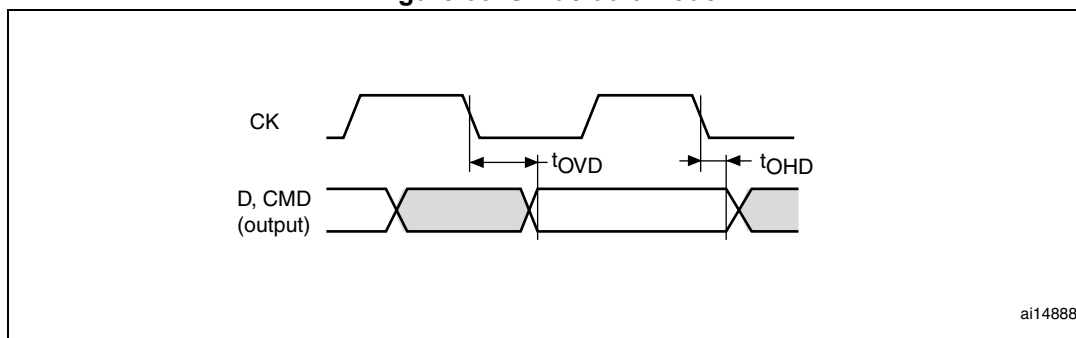 CK
tOVD
tOHD
D, CMD
(output)
ai14888